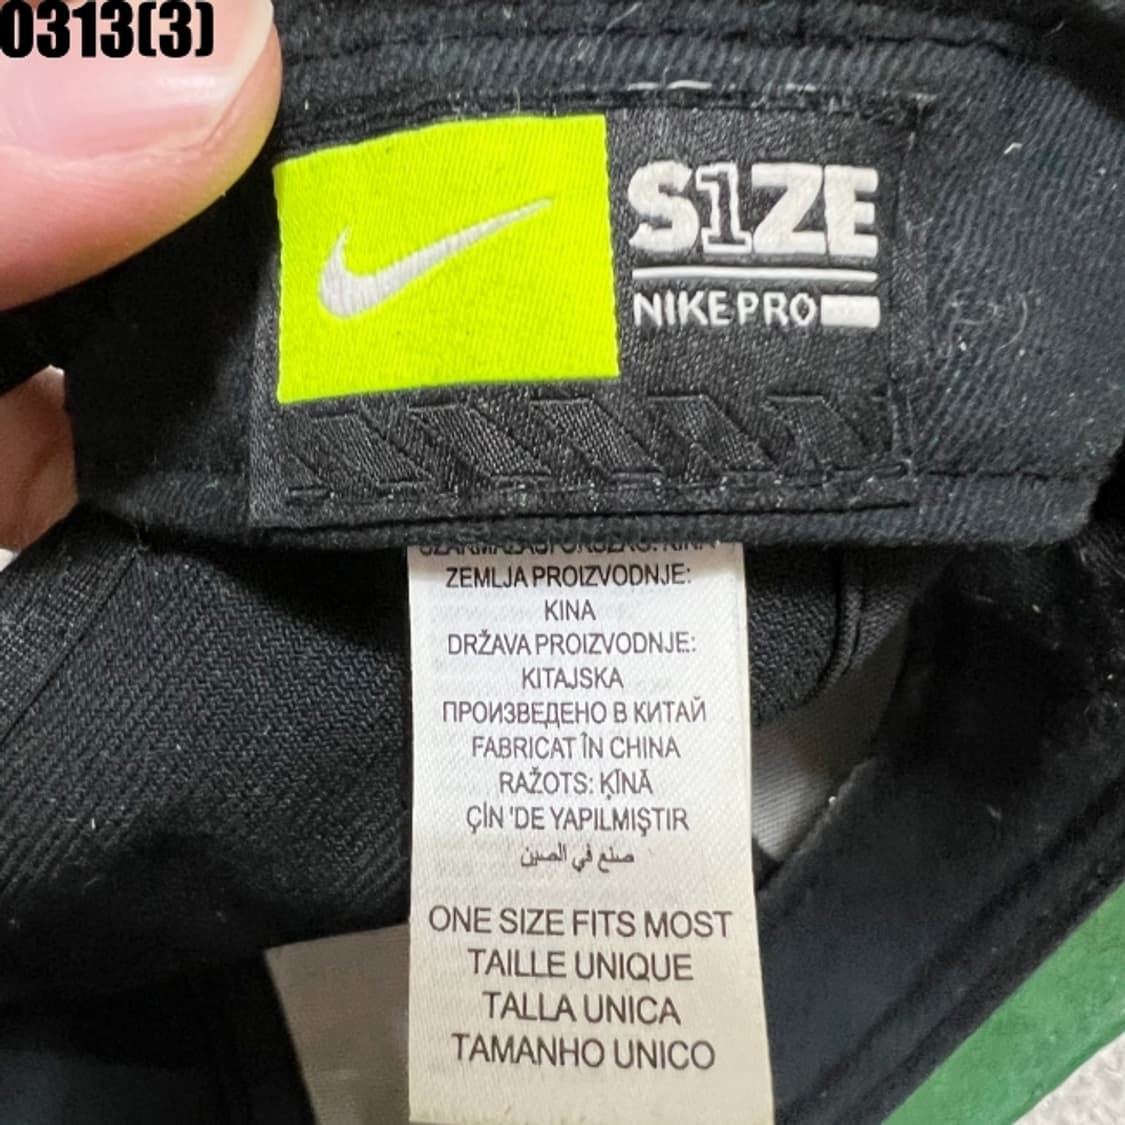 0313(3)
S1ZE
NIKE PRO
ZEMLJA PROIZVODNJE:
KINA
DRŽAVA PROIZVODNJE:
KITAJSKA
ПРОИЗВЕДЕНО В КИТАЙ
FABRICAT ÎN CHINA
RAŽOTS: ĶĪNĀ
ÇİN 'DE YAPILMIŞTIR
صنع في الصين
ONE SIZE FITS MOST
TAILLE UNIQUE
TALLA UNICA
TAMANHO UNICO